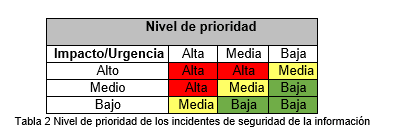 Nivel de prioridad
Impacto/Urgencia Alta Media Baja
Alto Alta Alta Media
Medio Alta Media Baja
Bajo Media Baja Baja
Tabla 2 Nivel de prioridad de los incidentes de seguridad de la información